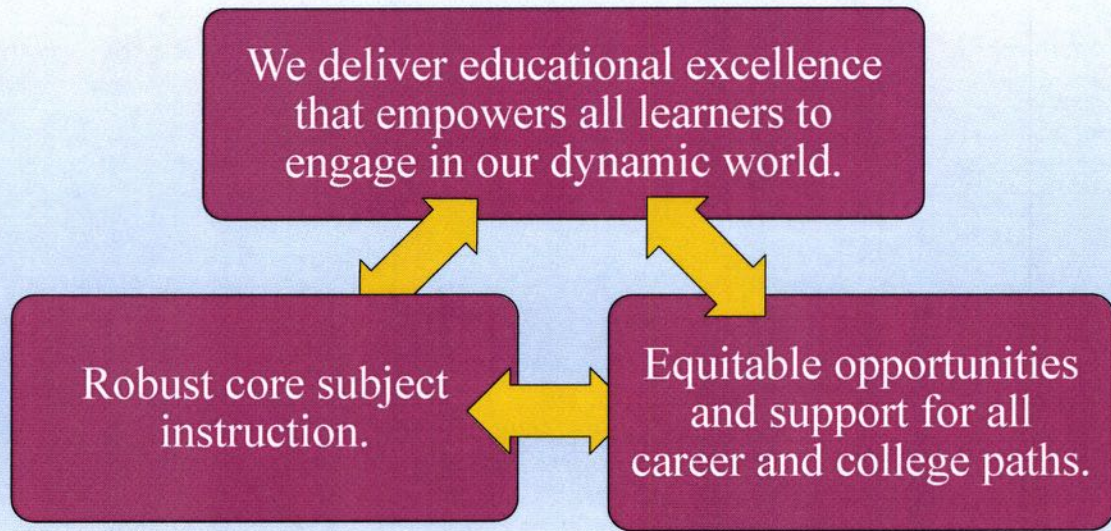 We deliver educational excellence
that empowers all learners to
engage in our dynamic world.
Robust core subject
instruction.
Equitable opportunities
and support for all
career and college paths.